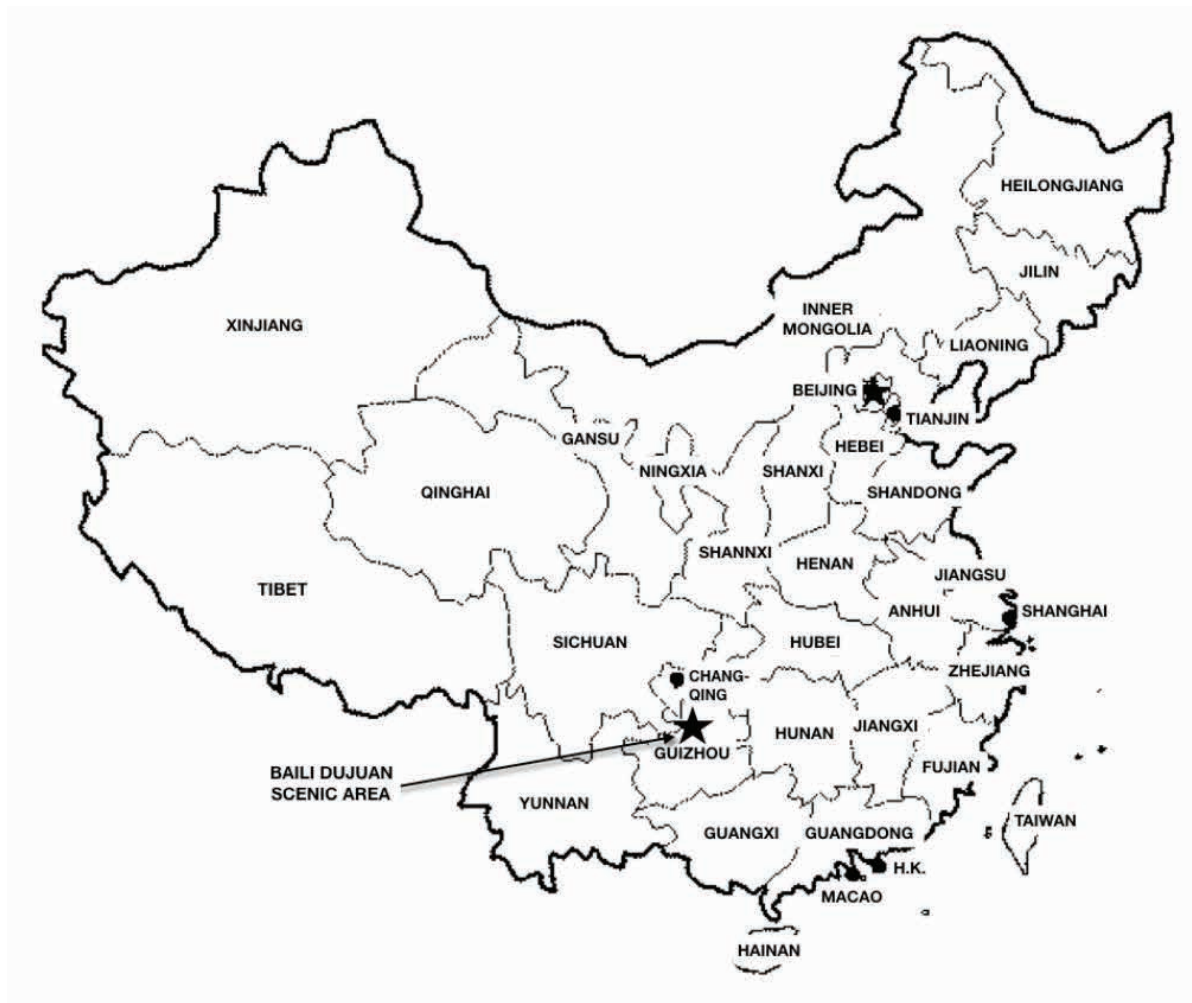 HEILONGJIANG
JILIN
INNER
MONGOLIA
XINJIANG
LIAONING
BEIJING
TIANJIN
GANSU
HEBEI
NINGXIA
SHANXI
QINGHAI
SHANDONG
SHANNXI
HENAN
JIANGSU
TIBET
ANHUI
SHANGHAI
SICHUAN
HUBEI
ZHEJIANG
CHANG-
QING
JIANGXI
HUNAN
GUIZHOU
FUJIAN
BAILI DUJUAN
SCENIC AREA
YUNNAN
TAIWAN
GUANGXI
GUANGDONG
H.K.
MACAO
HAINAN